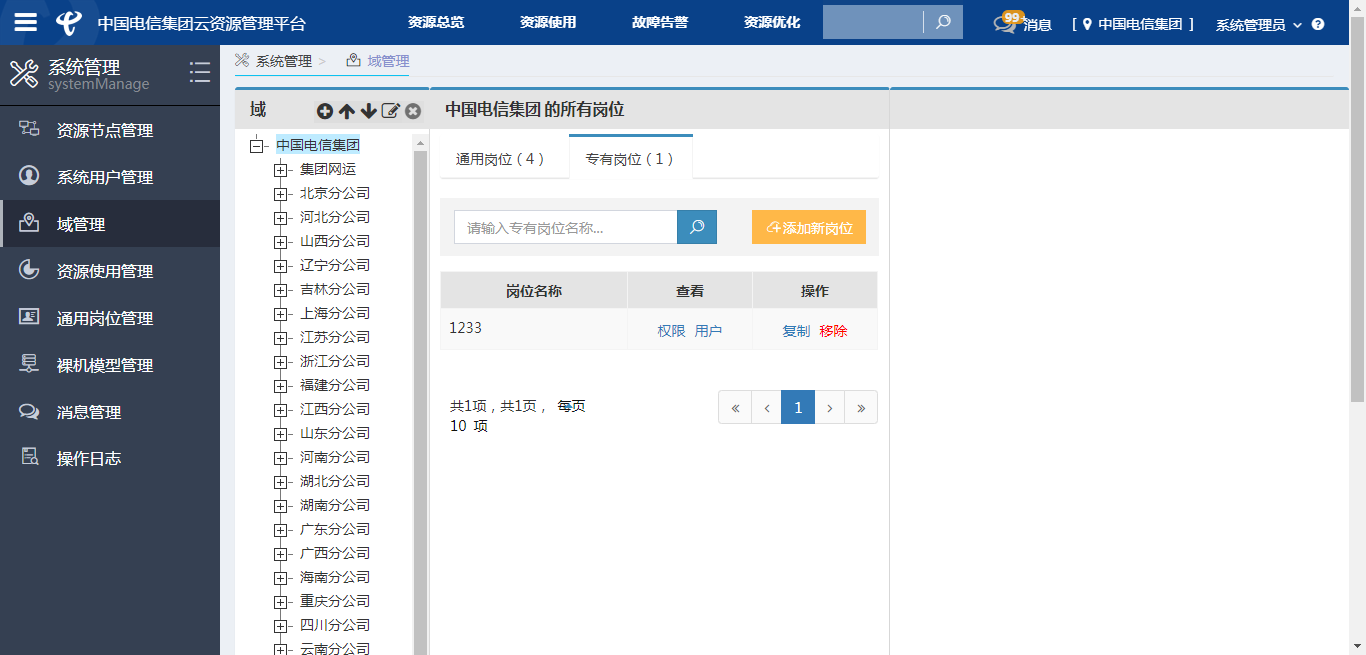 中国电信集团云资源管理平台
资源总览 资源使用 故障告警 资源优化
99
消息 [ 中国电信集团 ] 系统管理员
系统管理
systemManage
资源节点管理
系统用户管理
域管理
资源使用管理
通用岗位管理
裸机模型管理
消息管理
操作日志
系统管理 > 域管理
域
中国电信集团
集团网运
北京分公司
河北分公司
山西分公司
辽宁分公司
吉林分公司
上海分公司
江苏分公司
浙江分公司
福建分公司
江西分公司
山东分公司
河南分公司
湖北分公司
湖南分公司
广东分公司
广西分公司
海南分公司
重庆分公司
四川分公司
云南分公司
中国电信集团 的所有岗位
通用岗位（4） 专有岗位（1）
请输入专有岗位名称...
添加新岗位
岗位名称 查看 操作
1233 权限 用户 复制 移除
共1项，共1页， 每页
10 项
« ‹ 1 › »